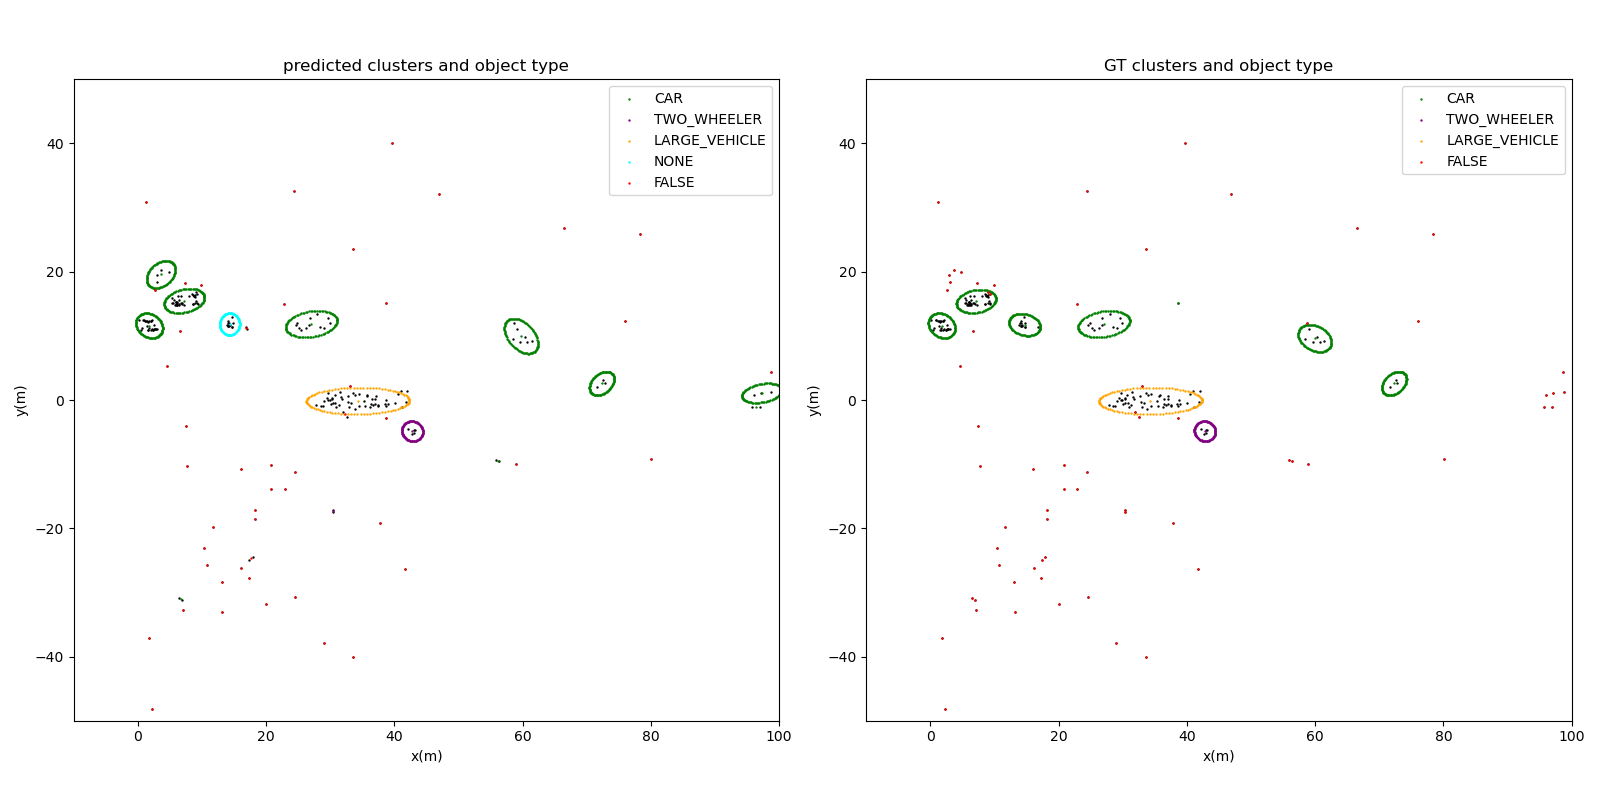 predicted clusters and object type
CAR
TWO_WHEELER
LARGE_VEHICLE
NONE
FALSE
40
20
0
−20
−40
y(m)
0 20 40 60 80 100
x(m)
GT clusters and object type
CAR
TWO_WHEELER
LARGE_VEHICLE
FALSE
40
20
0
−20
−40
y(m)
0 20 40 60 80 100
x(m)